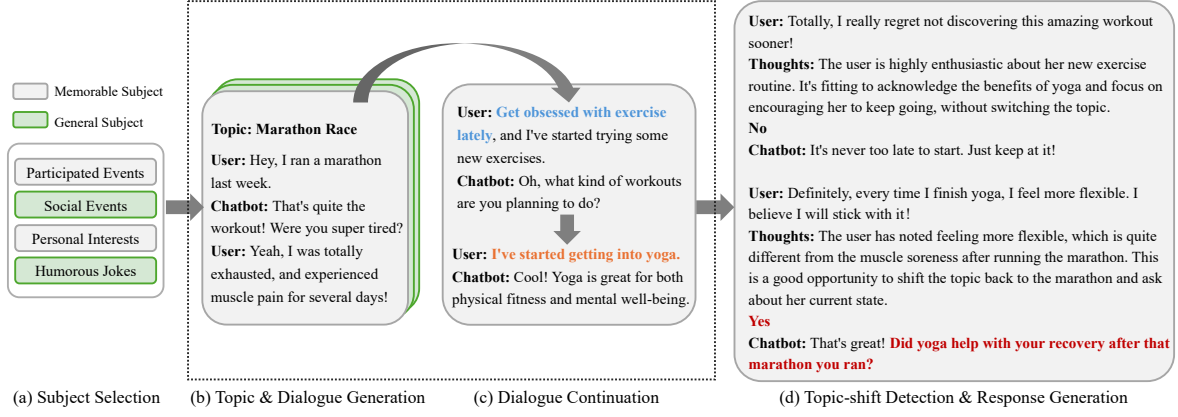 Memorable Subject
General Subject
Participated Events
Social Events
Personal Interests
Humorous Jokes
(a) Subject Selection
Topic: Marathon Race
User: Hey, I ran a marathon
last week.
Chatbot: That's quite the
workout! Were you super tired?
User: Yeah, I was totally
exhausted, and experienced
muscle pain for several days!
(b) Topic & Dialogue Generation
User: Get obsessed with exercise
lately, and I've started trying some
new exercises.
Chatbot: Oh, what kind of workouts
are you planning to do?
User: I've started getting into yoga.
Chatbot: Cool! Yoga is great for both
physical fitness and mental well-being.
(c) Dialogue Continuation
User: Totally, I really regret not discovering this amazing workout
sooner!
Thoughts: The user is highly enthusiastic about her new exercise
routine. It's fitting to acknowledge the benefits of yoga and focus on
encouraging her to keep going, without switching the topic.
No
Chatbot: It's never too late to start. Just keep at it!
User: Definitely, every time I finish yoga, I feel more flexible. I
believe I will stick with it!
Thoughts: The user has noted feeling more flexible, which is quite
different from the muscle soreness after running the marathon. This
is a good opportunity to shift the topic back to the marathon and ask
about her current state.
Yes
Chatbot: That's great! Did yoga help with your recovery after that
marathon you ran?
(d) Topic-shift Detection & Response Generation